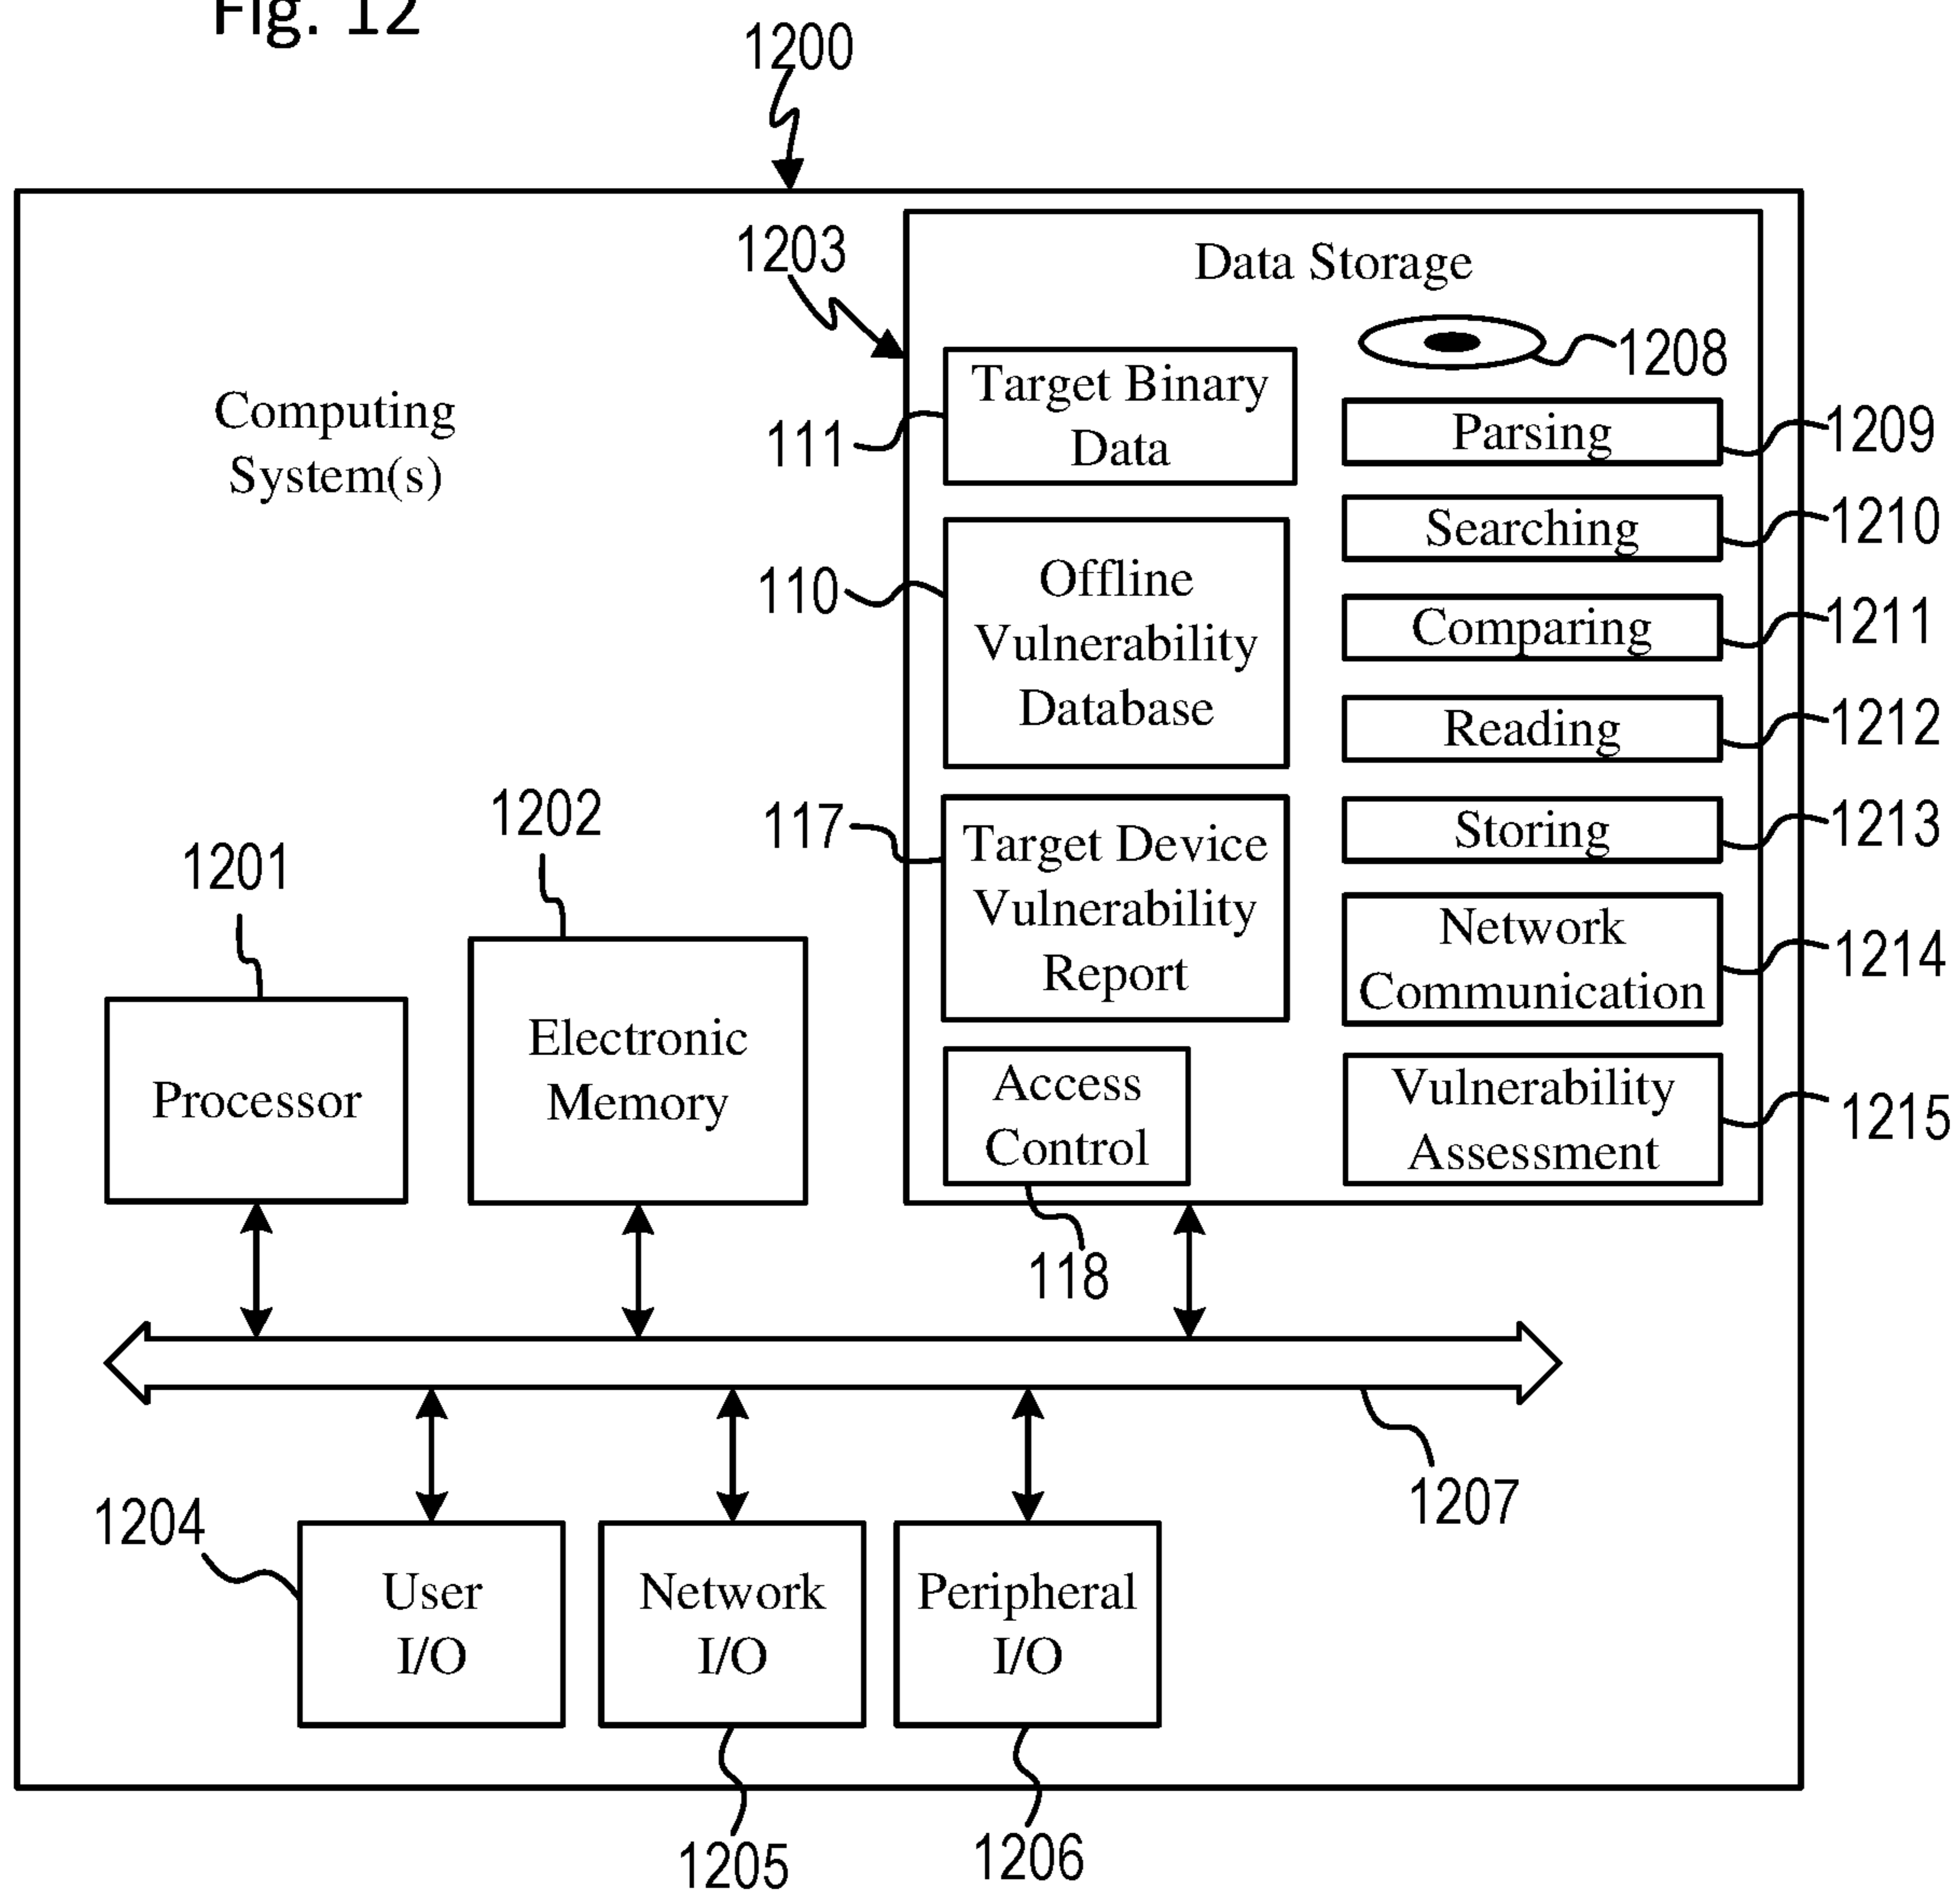 Fig. 12
1200
1203
Data Storage
1208
Target Binary
Data
111
Parsing
1209
Computing
System(s)
Searching
1210
Offline
Vulnerability
Database
110
Comparing
1211
Reading
1212
1201
1202
117
Target Device
Vulnerability
Report
Storing
1213
Network
Communication
1214
Processor
Electronic
Memory
Access
Control
Vulnerability
Assessment
1215
118
1207
1204
User
I/O
Network
I/O
Peripheral
I/O
1205
1206